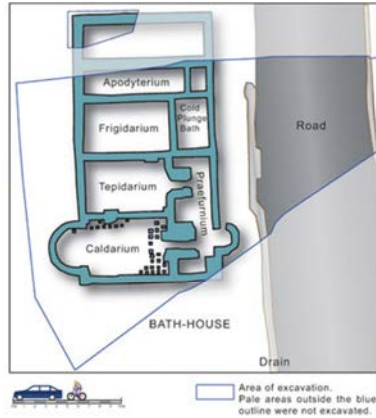 Apodyterium
Cold
Plunge
Bath
Frigidarium
Road
Tepidarium
Praefurnium
Caldarium
BATH-HOUSE
Drain
Area of excavation.
Pale areas outside the blue
outline were not excavated.